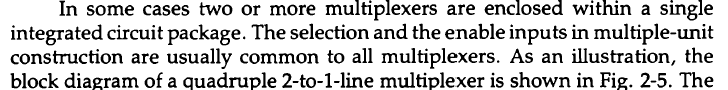 In some cases two or more multiplexers are enclosed within a single
integrated circuit package. The selection and the enable inputs in multiple-unit
construction are usually common to all multiplexers. As an illustration, the
block diagram of a quadruple 2-to-1-line multiplexer is shown in Fig. 2-5. The